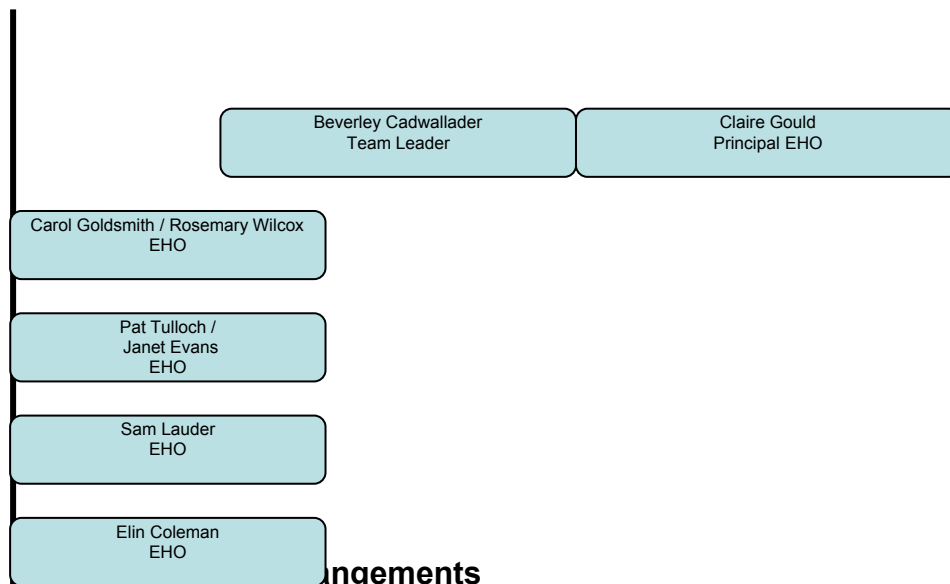 Beverley Cadwallader
Team Leader
Claire Gould
Principal EHO
Carol Goldsmith / Rosemary Wilcox
EHO
Pat Tulloch /
Janet Evans
EHO
Sam Lauder
EHO
Elin Coleman
EHO
ngements